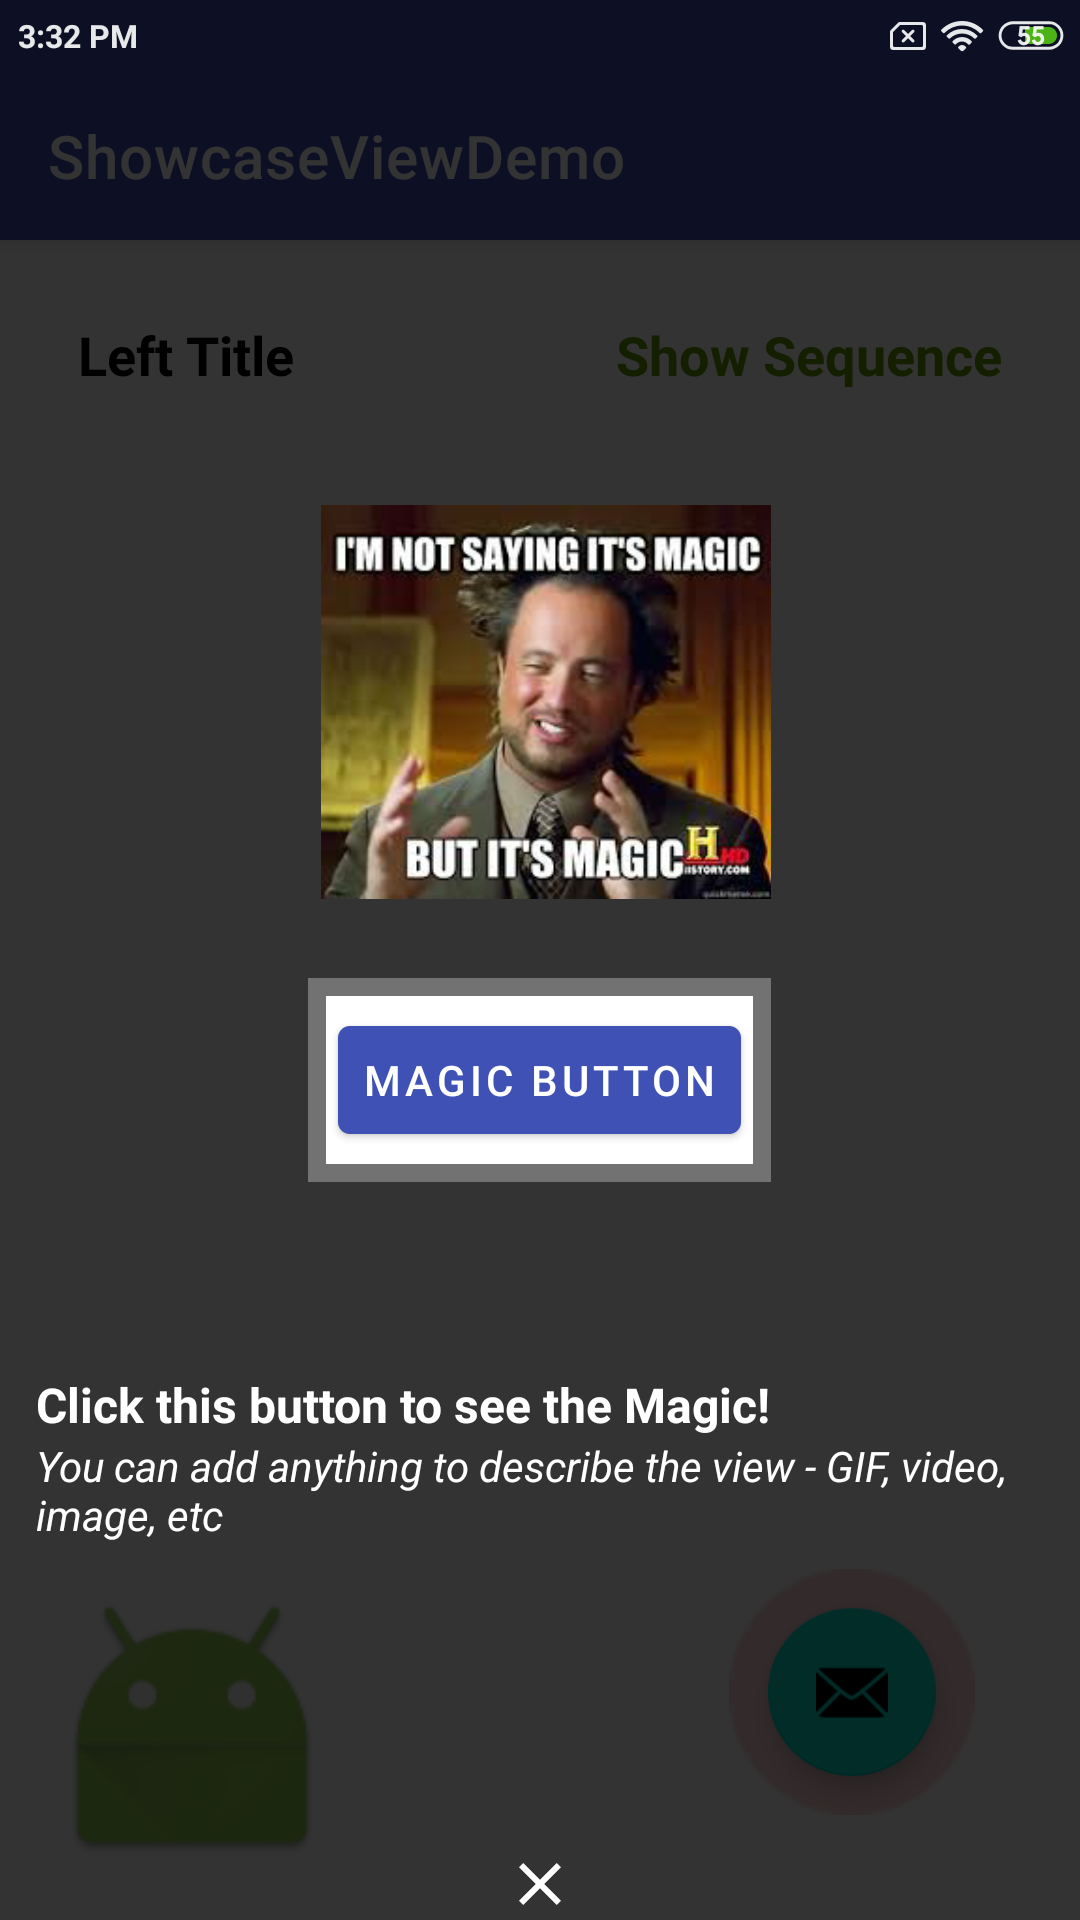 3:32 PM
55
ShowcaseViewDemo
Left Title
Show Sequence
I'M NOT SAYING IT'S MAGIC
BUT IT'S MAGIC
H HD
HISTORY.COM
MAGIC BUTTON
Click this button to see the Magic!
You can add anything to describe the view - GIF, video,
image, etc